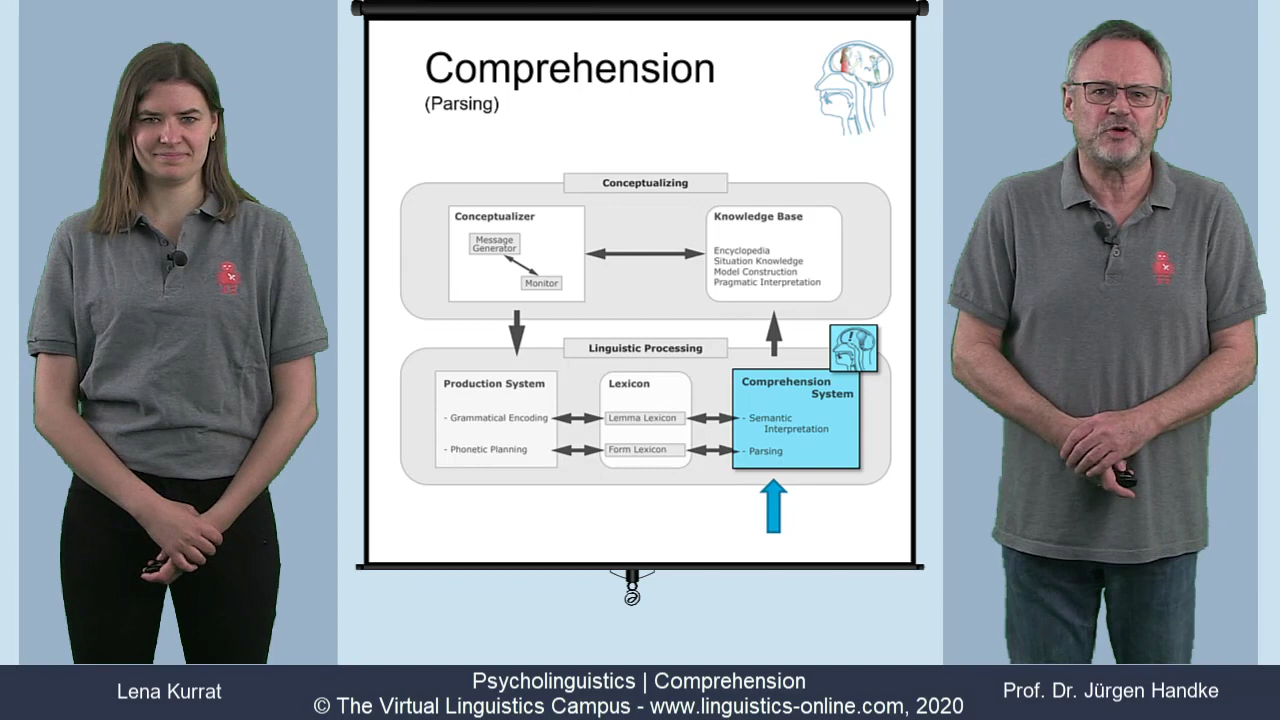 Comprehension
(Parsing)
Conceptualizing
Conceptualizer
Message
Generator
Monitor
Knowledge Base
Encyclopedia
Situation Knowledge
Model Construction
Pragmatic Interpretation
Linguistic Processing
Production System
- Grammatical Encoding
- Phonetic Planning
Lexicon
Lemma Lexicon
Form Lexicon
Comprehension
System
- Semantic
Interpretation
- Parsing
Lena Kurrat
Psycholinguistics | Comprehension
© The Virtual Linguistics Campus - www.linguistics-online.com, 2020
Prof. Dr. Jürgen Handke